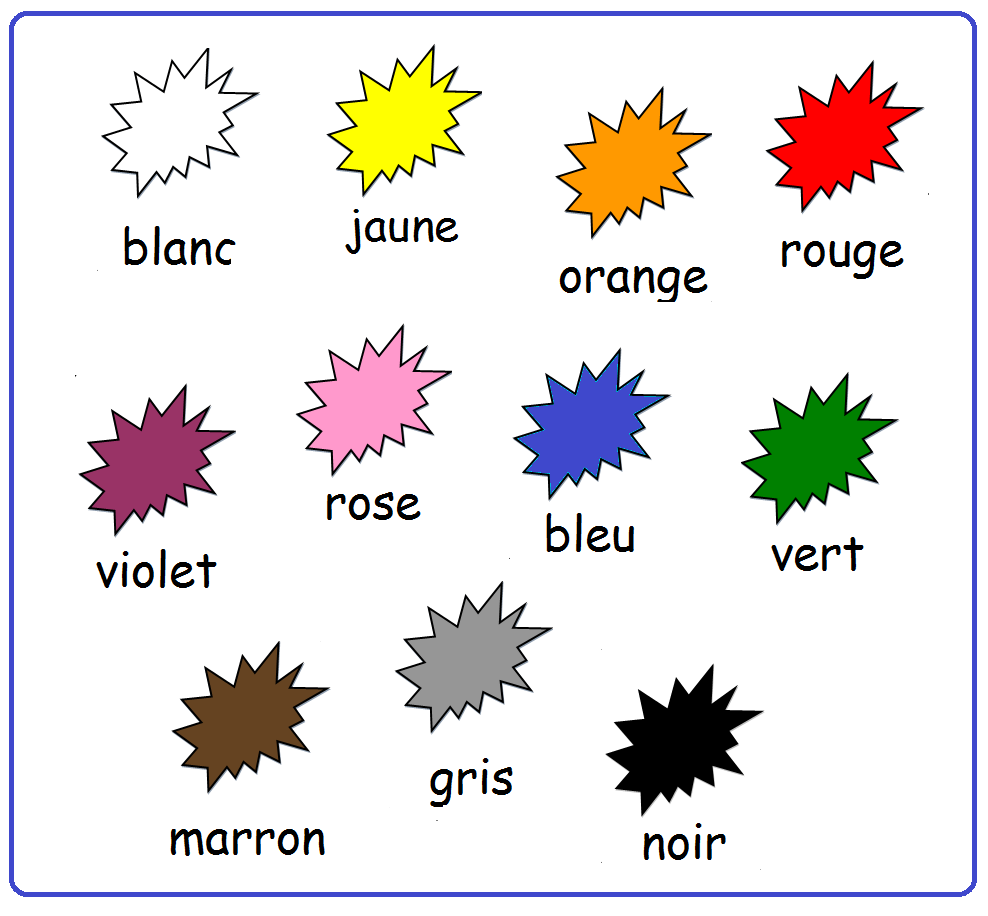 blanc
jaune
orange
rouge
violet
rose
bleu
vert
marron
gris
noir